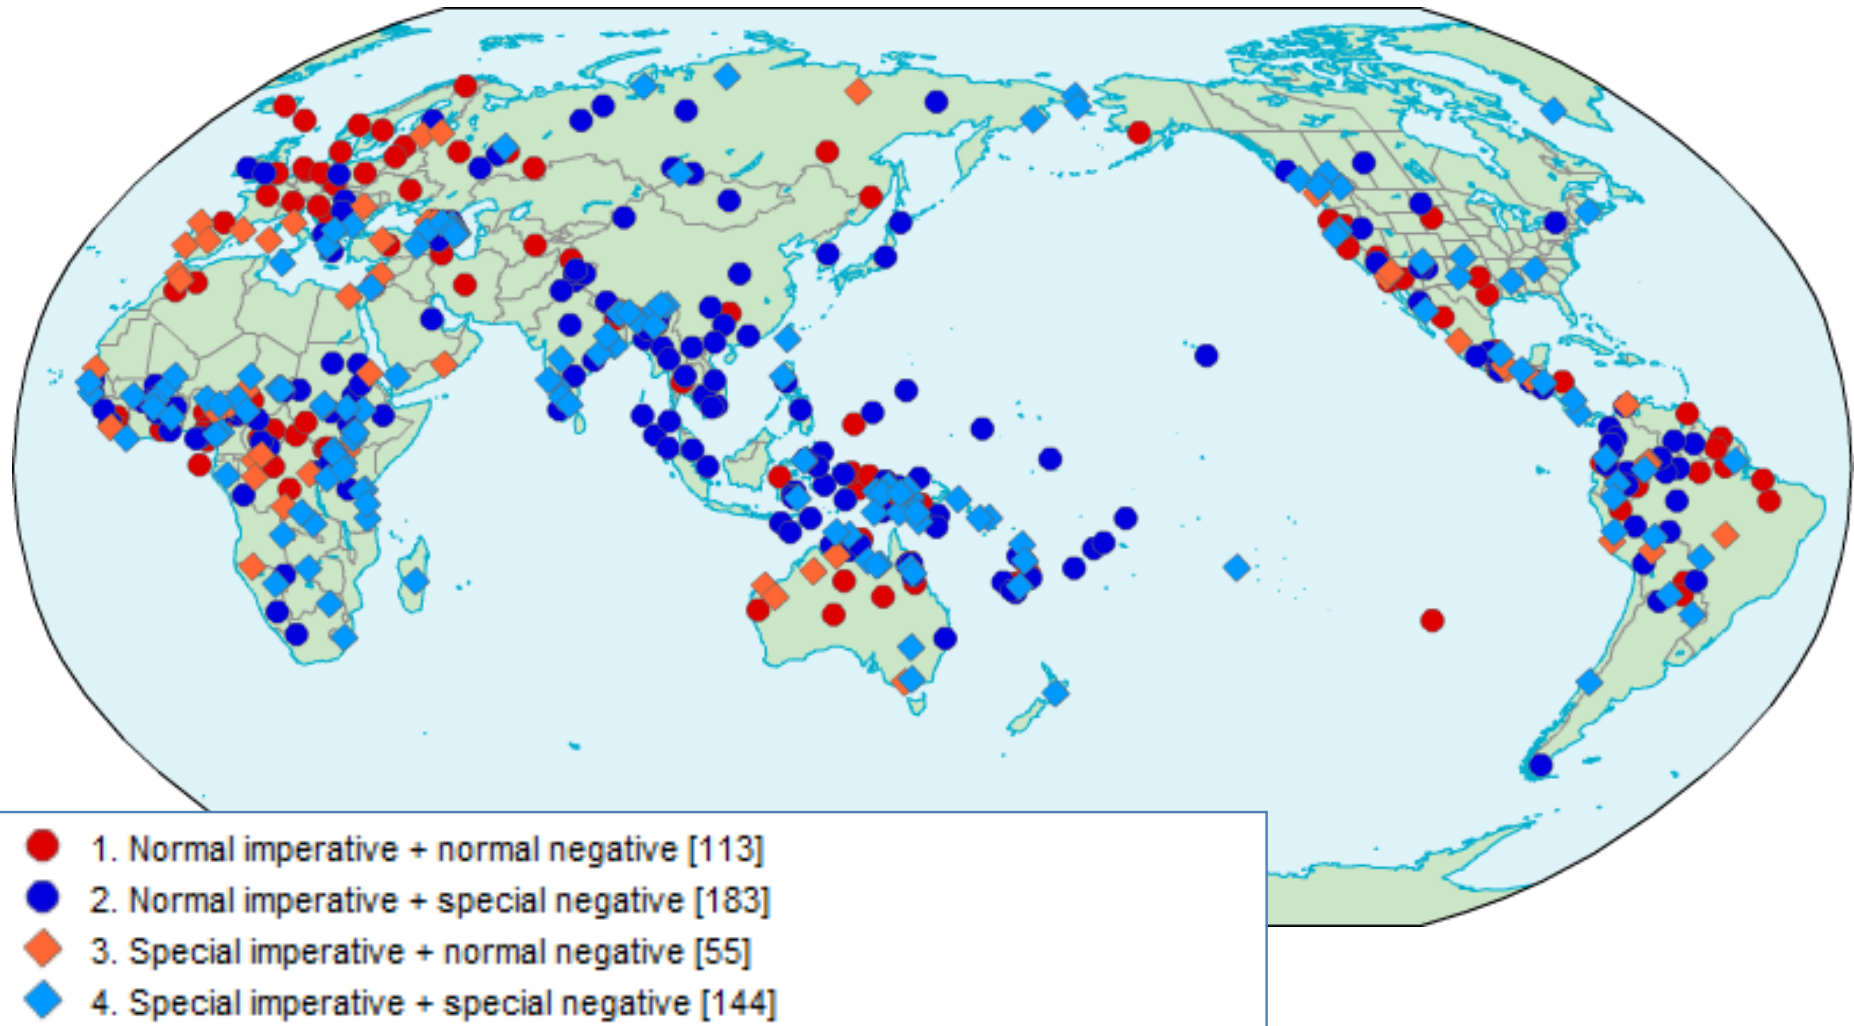 1. Normal imperative + normal negative [113]
2. Normal imperative + special negative [183]
3. Special imperative + normal negative [55]
4. Special imperative + special negative [144]